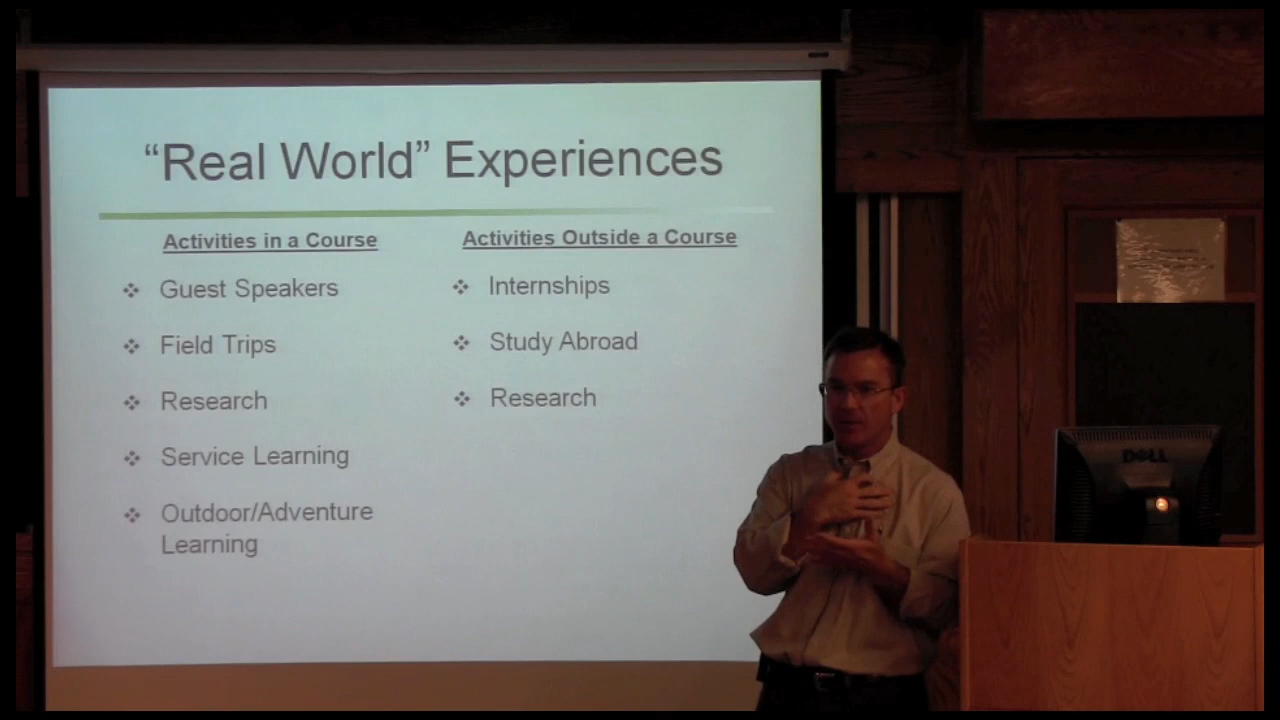 “Real World” Experiences
Activities in a Course
Guest Speakers
Field Trips
Research
Service Learning
Outdoor/Adventure
Learning
Activities Outside a Course
Internships
Study Abroad
Research
DELL